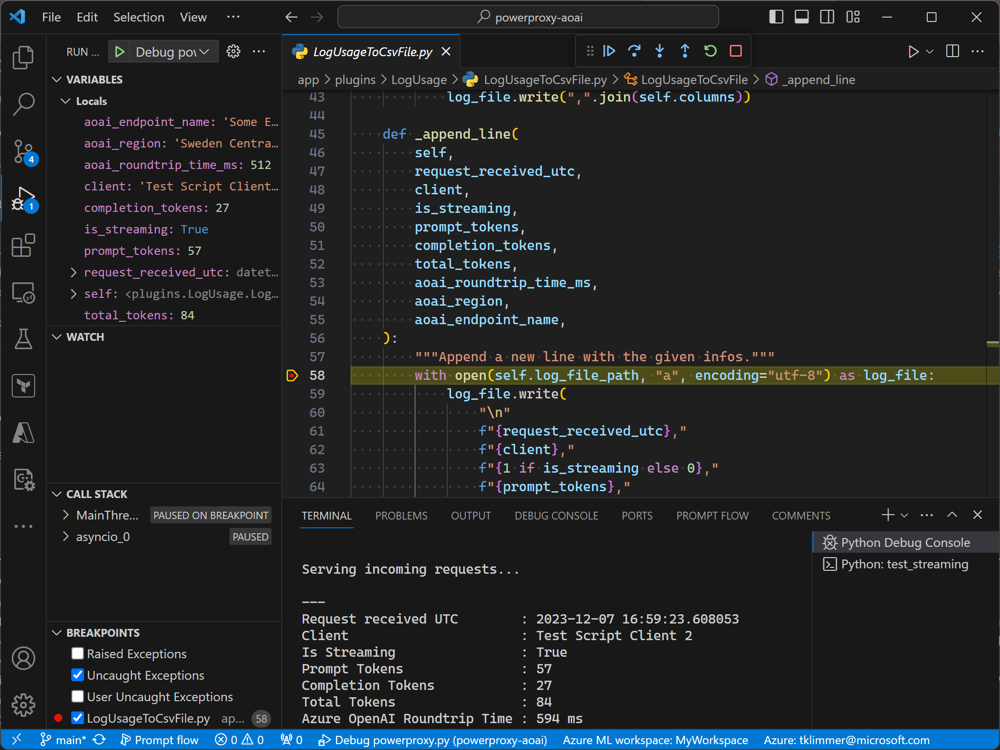 File Edit Selection View ··· powerproxy-aoai
RUN ... Debug pov
VARIABLES
Locals
aoai_endpoint_name: 'Some E…
aoai_region: 'Sweden Centra…
aoai_roundtrip_time_ms: 512
client: 'Test Script Client…
completion_tokens: 27
is_streaming: True
prompt_tokens: 57
request_received_utc: datet…
self: <plugins.LogUsage.Log…
total_tokens: 84
WATCH
CALL STACK
MainThre... PAUSED ON BREAKPOINT
asyncio_0 PAUSED
BREAKPOINTS
Raised Exceptions
Uncaught Exceptions
User Uncaught Exceptions
LogUsageToCsvFile.py ap... 58
4
1
LogUsageToCsvFile.py
app > plugins > LogUsage > LogUsageToCsvFile.py > LogUsageToCsvFile > _append_line
43 log_file.write(",".join(self.columns))
44
45 def _append_line(
46 self,
47 request_received_utc,
48 client,
49 is_streaming,
50 prompt_tokens,
51 completion_tokens,
52 total_tokens,
53 aoai_roundtrip_time_ms,
54 aoai_region,
55 aoai_endpoint_name,
56 ):
57 """Append a new line with the given infos."""
58 with open(self.log_file_path, "a", encoding="utf-8") as log_file:
59 log_file.write(
60 "\n"
61 f"{request_received_utc},"
62 f"{client},"
63 f"{1 if is_streaming else 0},"
64 f"{prompt_tokens},"
TERMINAL PROBLEMS OUTPUT DEBUG CONSOLE PORTS PROMPT FLOW COMMENTS
Serving incoming requests...
---
Request received UTC : 2023-12-07 16:59:23.608053
Client : Test Script Client 2
Is Streaming : True
Prompt Tokens : 57
Completion Tokens : 27
Total Tokens : 84
Azure OpenAI Roundtrip Time : 594 ms
Python Debug Console
Python: test_streaming
main* Prompt flow 0 0 0 Debug powerproxy.py (powerproxy-aoai) Azure ML workspace: MyWorkspace Azure: tklimmer@microsoft.com